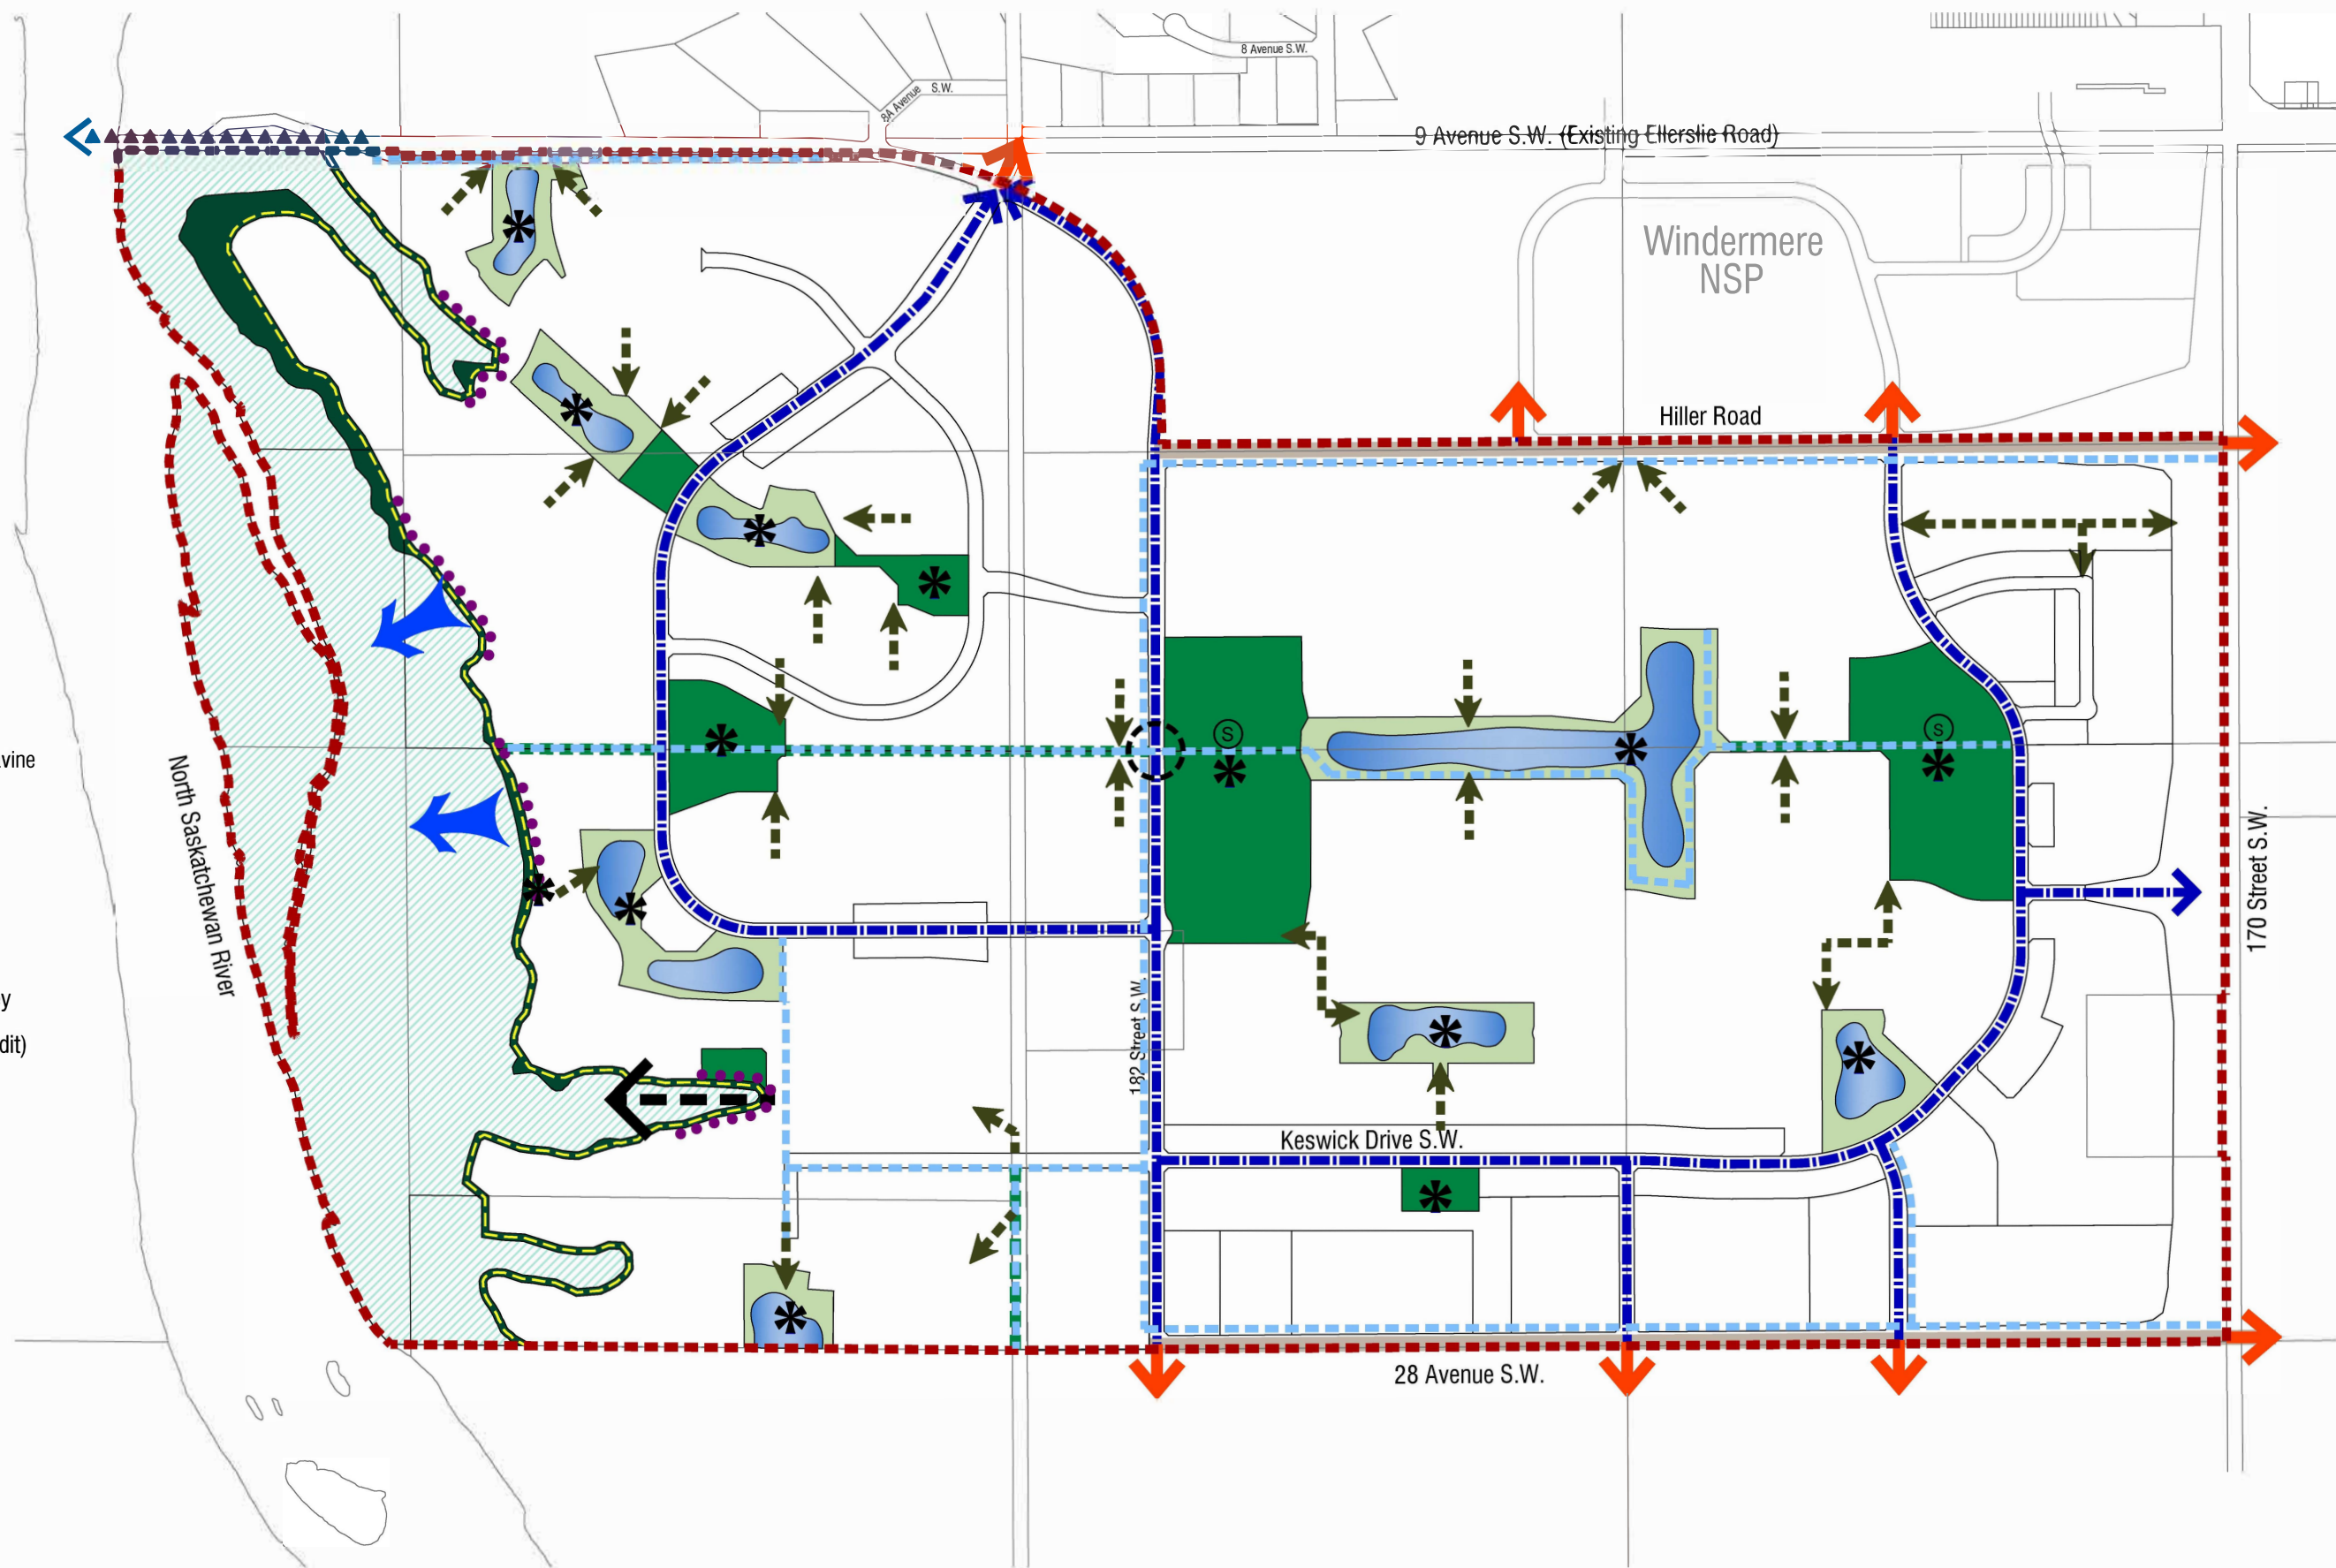 8 Avenue S.W.
8A Avenue S.W.
9 Avenue S.W. (Existing Ellerslie Road)
Windermere
NSP
Hiller Road
vine
North Saskatchewan River
S
S
170 Street S.W.
y
dit)
182 Street S.W.
Keswick Drive S.W.
28 Avenue S.W.